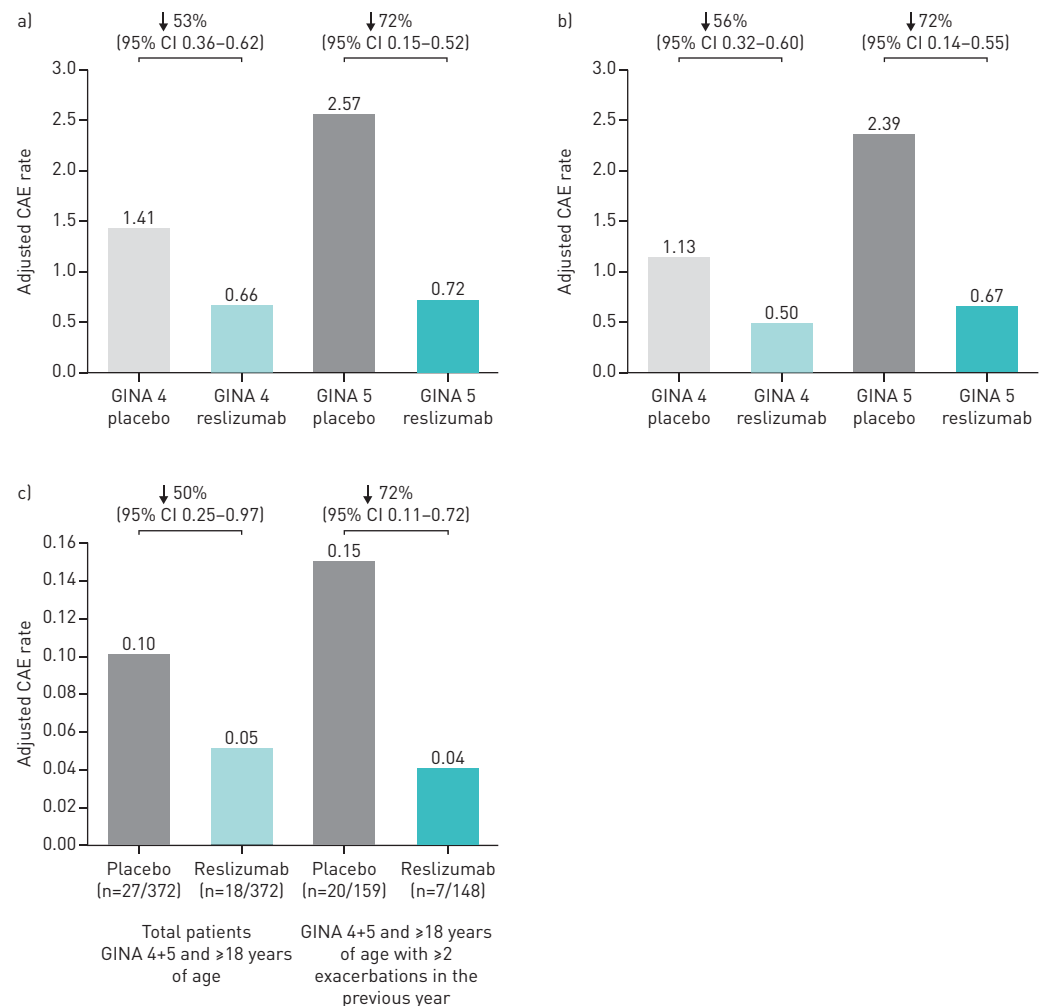 a)
↓ 53%
(95% CI 0.36–0.62)
↓ 72%
(95% CI 0.15–0.52)
Adjusted CAE rate
3.0
2.5
2.0
1.5
1.0
0.5
0.0
1.41
0.66
2.57
0.72
GINA 4
placebo
GINA 4
reslizumab
GINA 5
placebo
GINA 5
reslizumab
b)
↓ 56%
(95% CI 0.32–0.60)
↓ 72%
(95% CI 0.14–0.55)
Adjusted CAE rate
3.0
2.5
2.0
1.5
1.0
0.5
0.0
1.13
0.50
2.39
0.67
GINA 4
placebo
GINA 4
reslizumab
GINA 5
placebo
GINA 5
reslizumab
c)
↓ 50%
(95% CI 0.25–0.97)
↓ 72%
(95% CI 0.11–0.72)
Adjusted CAE rate
0.16
0.14
0.12
0.10
0.08
0.06
0.04
0.02
0.00
0.10
0.05
0.15
0.04
Placebo
(n=27/372)
Reslizumab
(n=18/372)
Placebo
(n=20/159)
Reslizumab
(n=7/148)
Total patients
GINA 4+5 and ≥18 years
of age
GINA 4+5 and ≥18 years
of age with ≥2
exacerbations in the
previous year